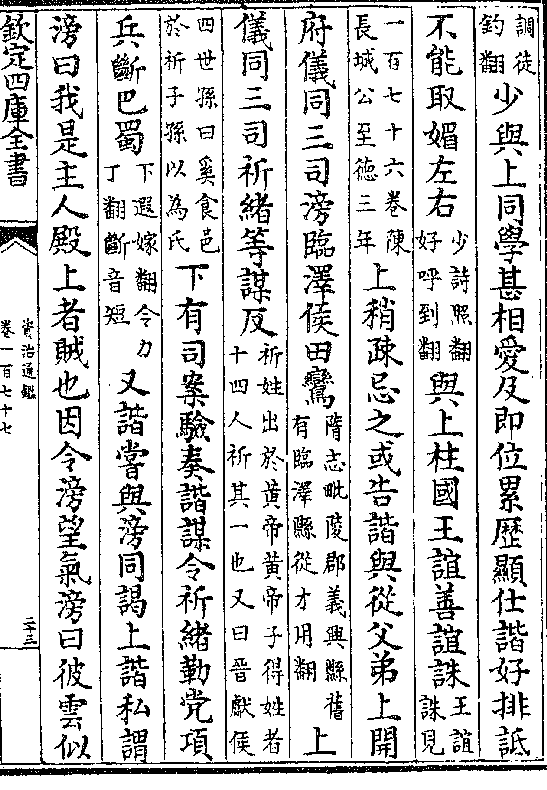 調徒釣翻少與上同學甚相愛及即位累歴顯仕諧好排詆
不能取媚左右少詩照翻好呼到翻與上柱國王誼善誼誅王誼誅見
一百七十六卷陳長城公至德三年上稍疎忌之或告諧與從父弟上開
府儀同三司滂臨澤侯田鸞隋志毗陵郡義興縣舊有臨澤縣從才用翻上
儀同三司祈緒等謀反祈姓出於黄帝黄帝子得姓者十四人祈其一也又曰晉獻侯
四世孫曰奚食邑於祈子孫以為氏下有司案驗奏諧謀令祈緒勤党項
兵斷巴蜀下遐嫁翻令力丁翻斷音短又諧嘗與滂同謁上諧私謂
滂曰我是主人殿上者賊也因令滂望氣滂曰彼雲似
欽定四庫全書
資治通鑑
卷一百七十七
二十三